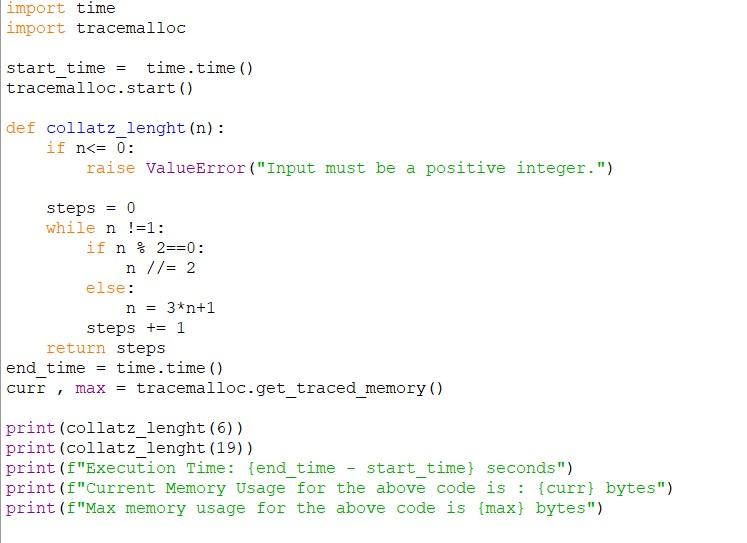 import time
import tracemalloc
start_time =  time.time()
tracemalloc.start()
def collatz_lenght(n):
    if n<= 0:
        raise ValueError("Input must be a positive integer.")
    steps = 0
    while n !=1:
        if n % 2==0:
            n //= 2
        else:
            n = 3*n+1
        steps += 1
    return steps
end_time = time.time()
curr , max = tracemalloc.get_traced_memory()
print(collatz_lenght(6))
print(collatz_lenght(19))
print(f"Execution Time: {end_time - start_time} seconds")
print(f"Current Memory Usage for the above code is : {curr} bytes")
print(f"Max memory usage for the above code is {max} bytes")